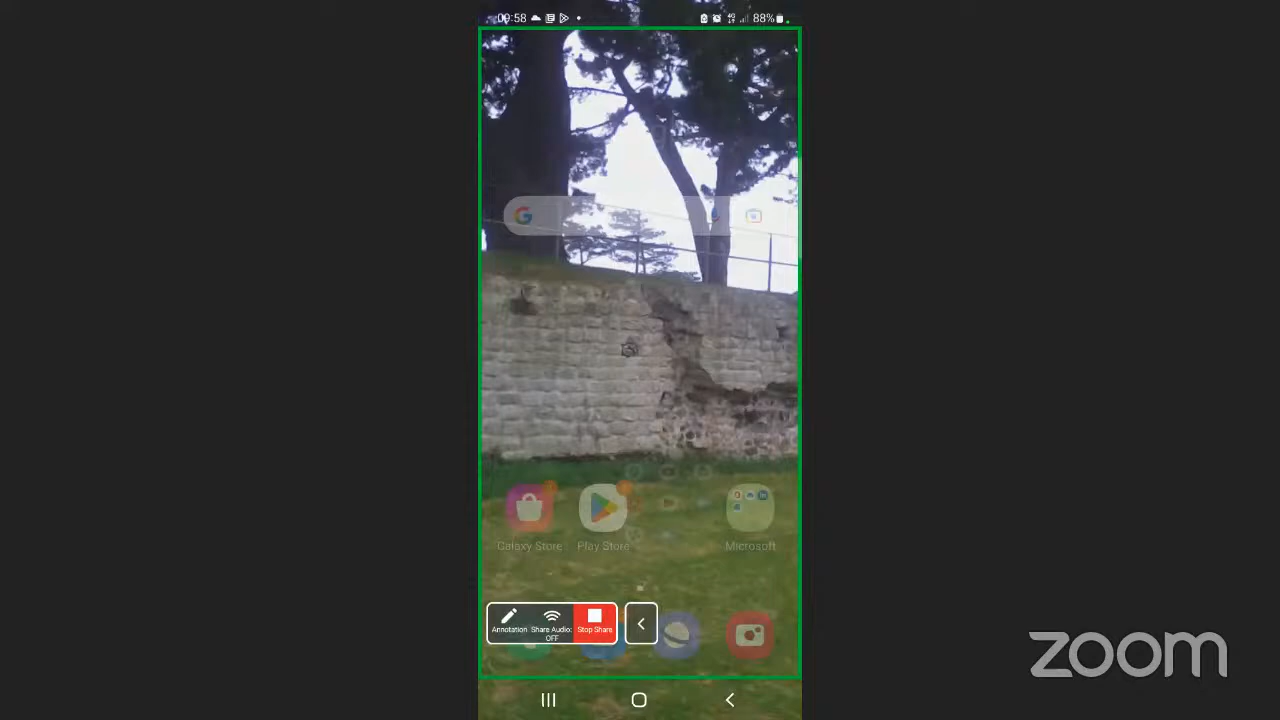 09:58
88%
Galaxy Store
Play Store
Microsoft
Annotation
Share Audio:
OFF
Stop Share
zoom